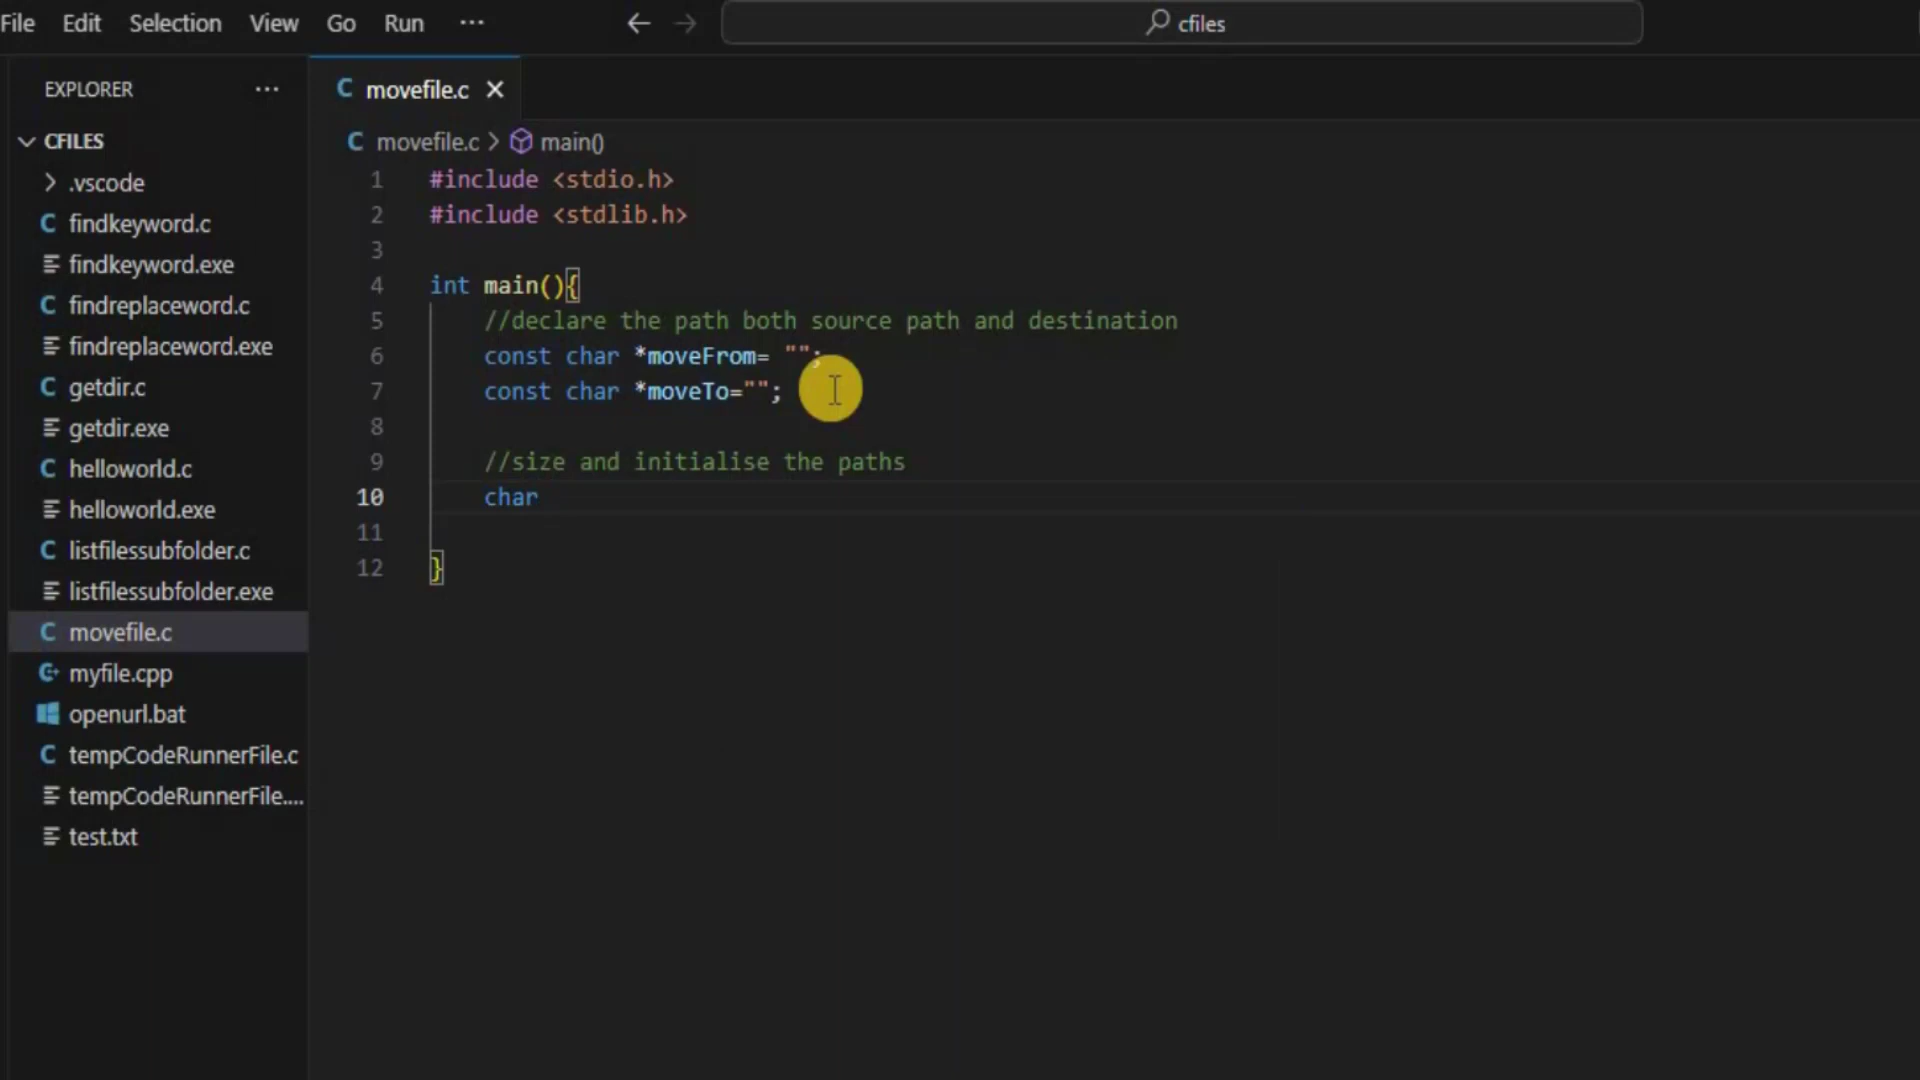 File Edit Selection View Go Run ...
cfiles
EXPLORER ...
movefile.c
CFILES
movefile.c > main()
.vscode
findkeyword.c
findkeyword.exe
findreplaceword.c
findreplaceword.exe
getdir.c
getdir.exe
helloworld.c
helloworld.exe
listfilessubfolder.c
listfilessubfolder.exe
movefile.c
myfile.cpp
openurl.bat
tempCodeRunnerFile.c
tempCodeRunnerFile....
test.txt
1 #include <stdio.h>
2 #include <stdlib.h>
3
4 int main(){
5 //declare the path both source path and destination
6 const char *moveFrom= "";
7 const char *moveTo="";
8
9 //size and initialise the paths
10 char
11
12 }